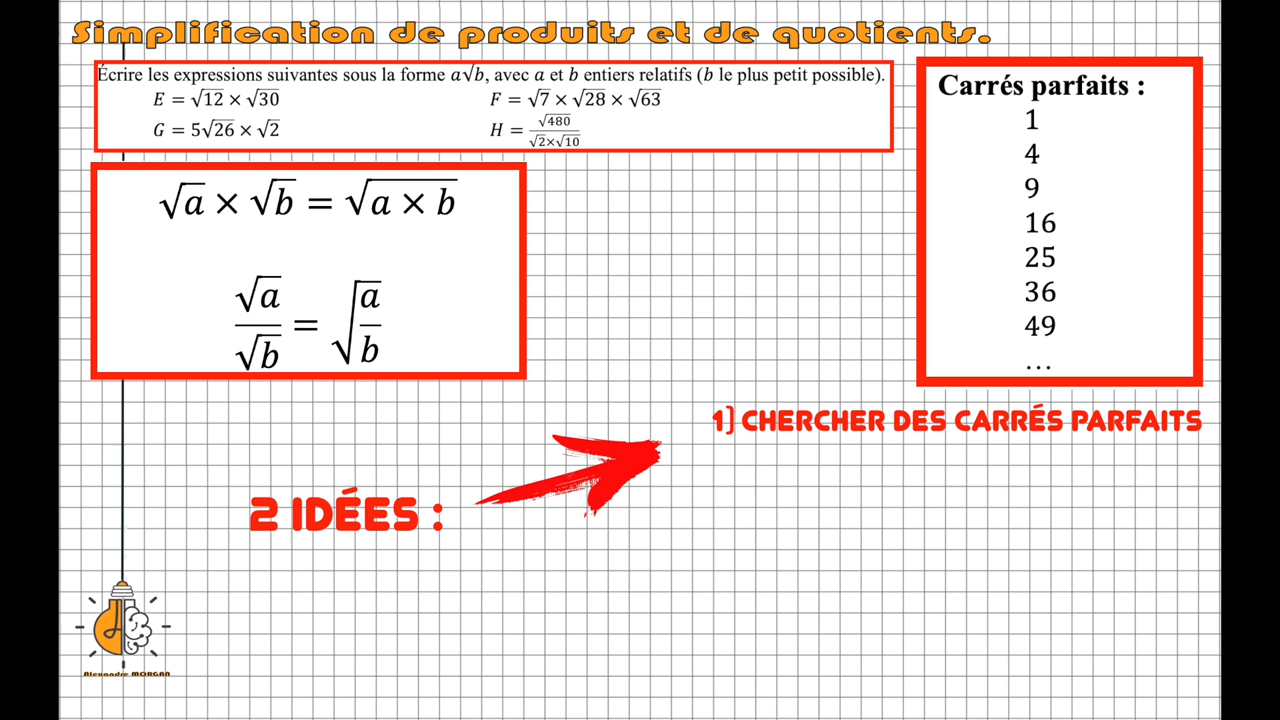 Simplification de produits et de quotients.
Écrire les expressions suivantes sous la forme a√b, avec a et b entiers relatifs (b le plus petit possible).
E = √12 × √30
F = √7 × √28 × √63
G = 5√26 × √2
H = √480 / (√2×√10)
√a × √b = √(a × b)
√a / √b = √(a / b)
Carrés parfaits :
1
4
9
16
25
36
49
…
1) CHERCHER DES CARRÉS PARFAITS
2 IDÉES :
Alexandre MORGAN